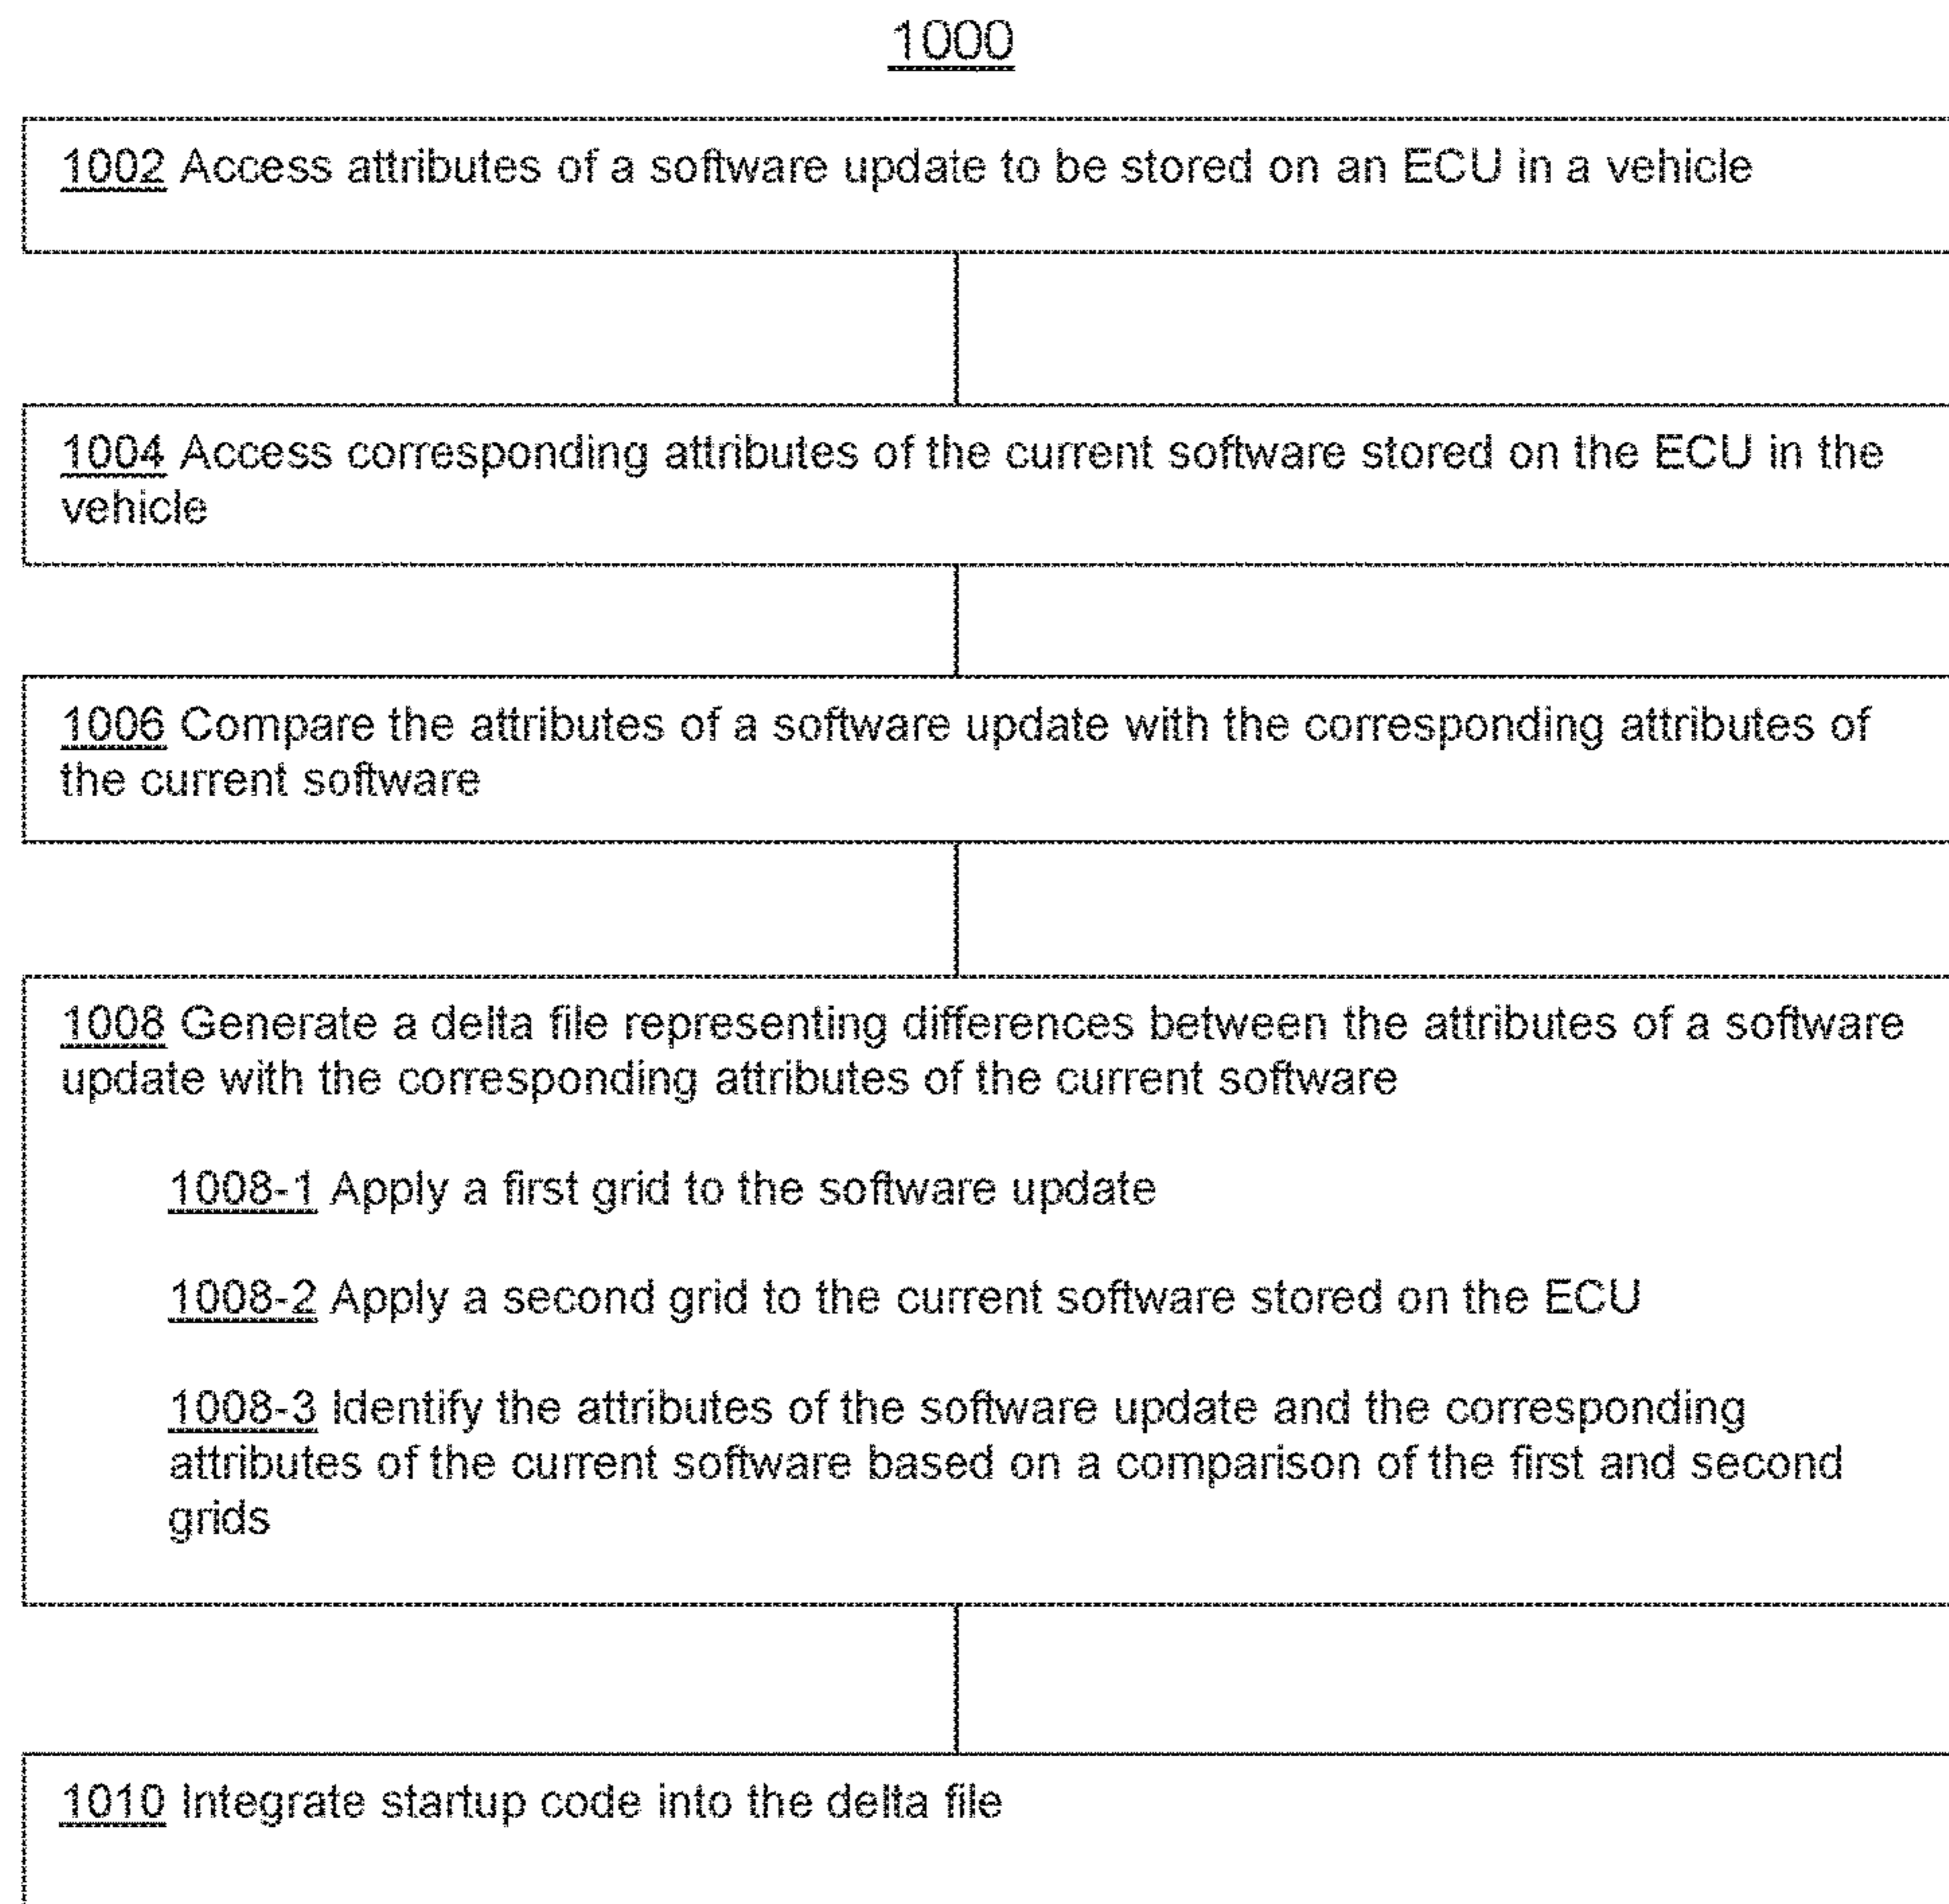 1000
1002 Access attributes of a software update to be stored on an ECU in a vehicle
1004 Access corresponding attributes of the current software stored on the ECU in the
vehicle
1006 Compare the attributes of a software update with the corresponding attributes of
the current software
1008 Generate a delta file representing differences between the attributes of a software
update with the corresponding attributes of the current software
1008-1 Apply a first grid to the software update
1008-2 Apply a second grid to the current software stored on the ECU
1008-3 Identify the attributes of the software update and the corresponding
attributes of the current software based on a comparison of the first and second
grids
1010 Integrate startup code into the delta file